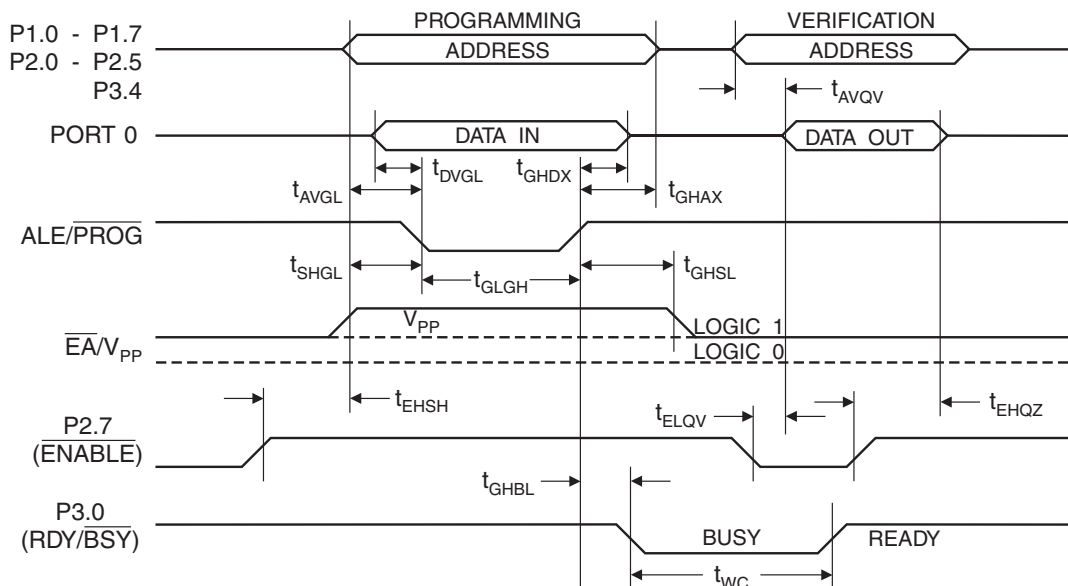 PROGRAMMING
VERIFICATION
P1.0 - P1.7
P2.0 - P2.5
P3.4
ADDRESS
ADDRESS
tAVQV
PORT 0
DATA IN
DATA OUT
tDVGL
tGHDX
tAVGL
tGHAX
ALE/PROG
tSHGL
tGLGH
tGHSL
VPP
LOGIC 1
EA/VPP
LOGIC 0
tEHSH
tELQV
tEHQZ
P2.7
(ENABLE)
tGHBL
P3.0
(RDY/BSY)
BUSY
READY
tWC